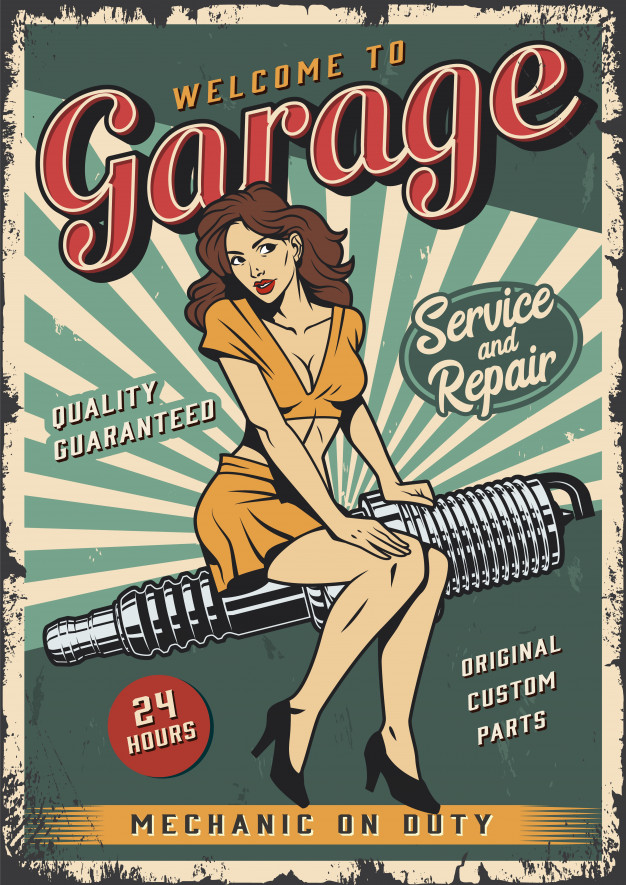 WELCOME TO
Garage
Service
and
Repair
QUALITY
GUARANTEED
ORIGINAL
CUSTOM
PARTS
24
HOURS
MECHANIC ON DUTY